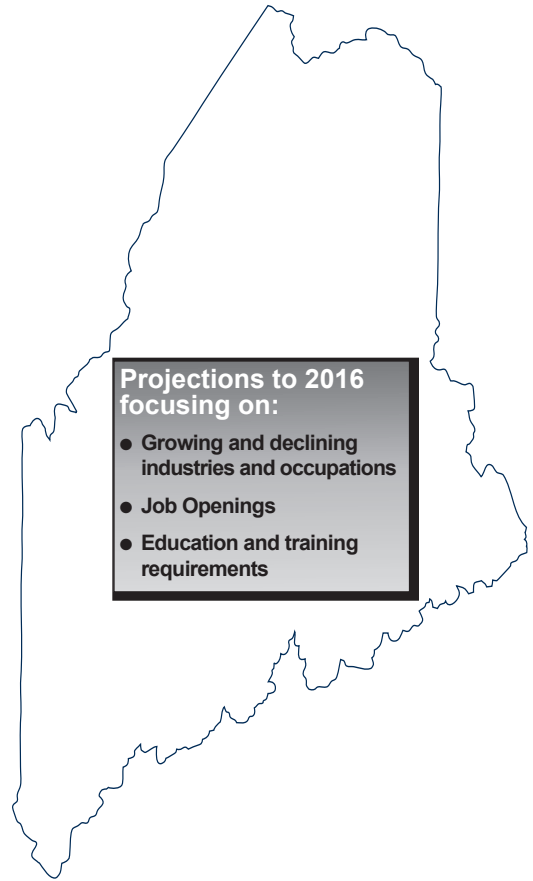 Projections to 2016
focusing on:
● Growing and declining
industries and occupations
● Job Openings
● Education and training
requirements